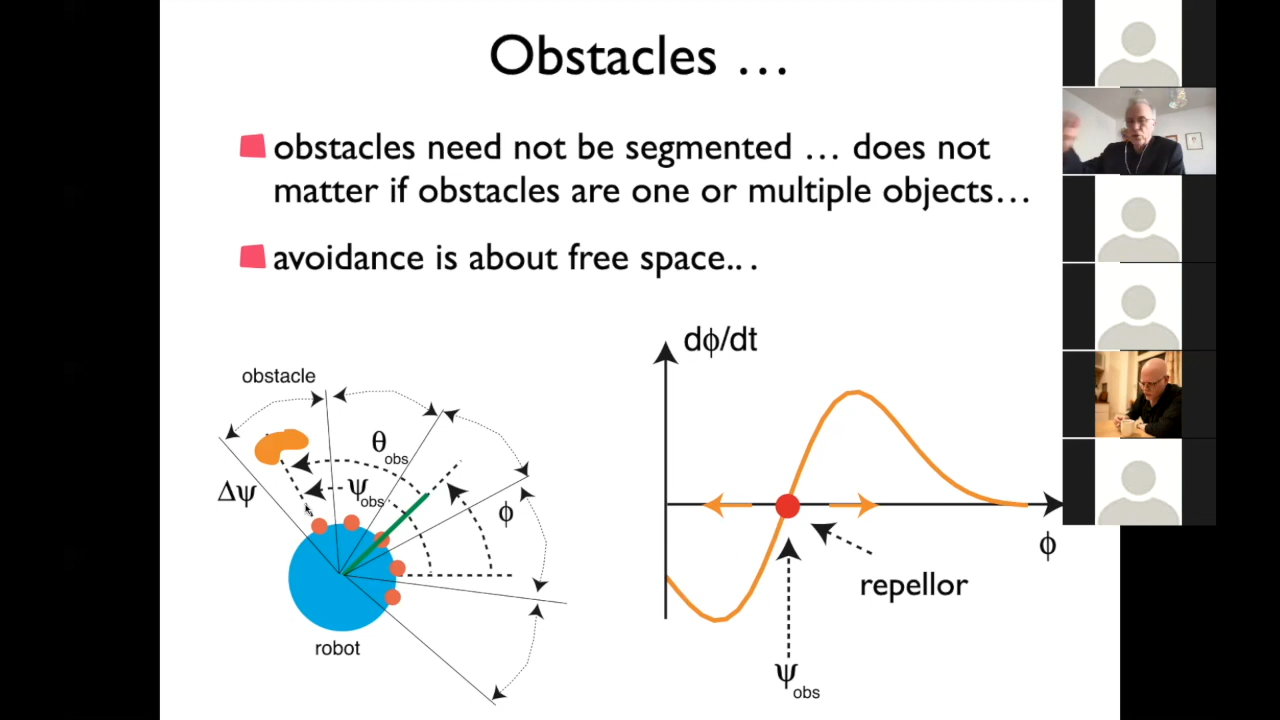 Obstacles …
obstacles need not be segmented … does not
matter if obstacles are one or multiple objects…
avoidance is about free space.. .
obstacle
θobs
Δψ
ψobs
ϕ
robot
dϕ/dt
ϕ
repellor
ψobs